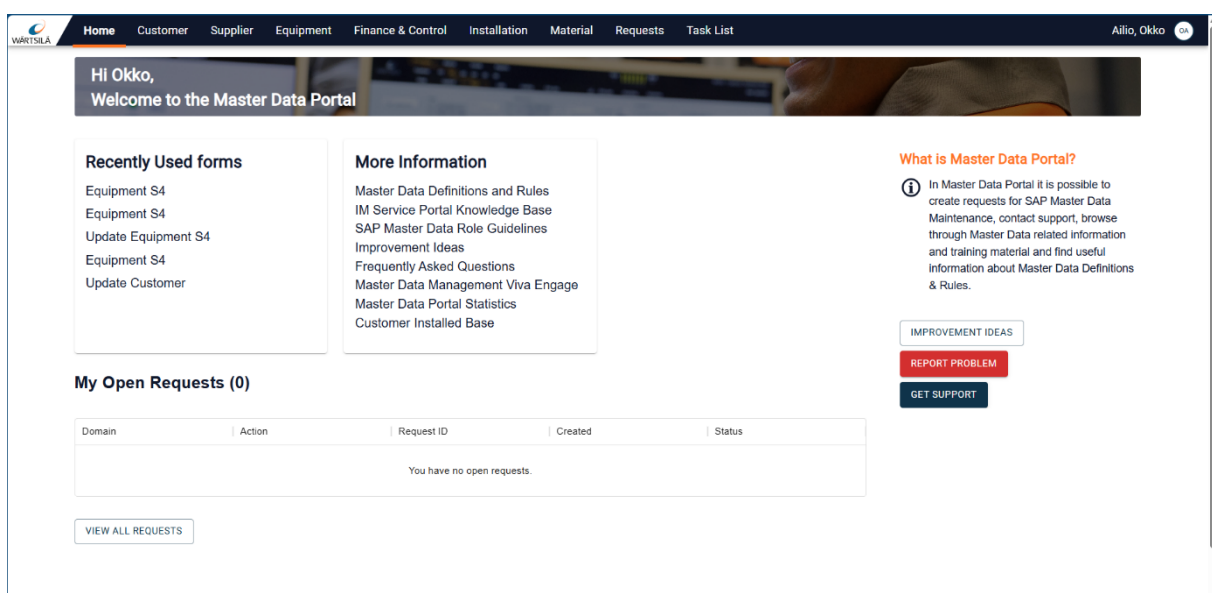 WÄRTSILÄ
Home Customer Supplier Equipment Finance & Control Installation Material Requests Task List
Ailio, Okko OA
Hi Okko,
Welcome to the Master Data Portal
Recently Used forms
Equipment S4
Equipment S4
Update Equipment S4
Equipment S4
Update Customer
More Information
Master Data Definitions and Rules
IM Service Portal Knowledge Base
SAP Master Data Role Guidelines
Improvement Ideas
Frequently Asked Questions
Master Data Management Viva Engage
Master Data Portal Statistics
Customer Installed Base
What is Master Data Portal?
In Master Data Portal it is possible to
create requests for SAP Master Data
Maintenance, contact support, browse
through Master Data related information
and training material and find useful
information about Master Data Definitions
& Rules.
IMPROVEMENT IDEAS
REPORT PROBLEM
GET SUPPORT
My Open Requests (0)
Domain Action Request ID Created Status
You have no open requests.
VIEW ALL REQUESTS